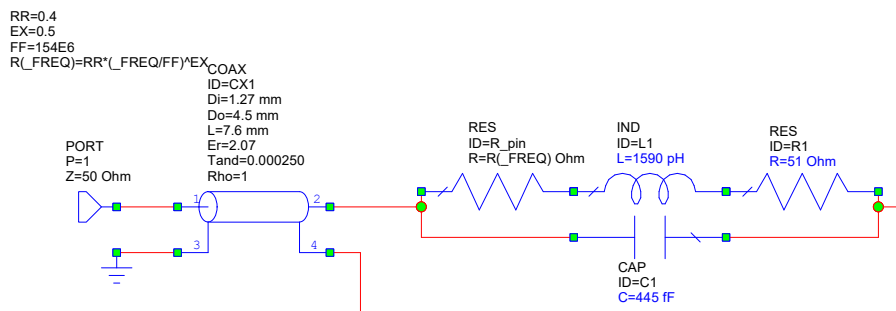 RR=0.4
EX=0.5
FF=154E6
R(_FREQ)=RR*(_FREQ/FF)^EX
COAX
ID=CX1
Di=1.27 mm
Do=4.5 mm
L=7.6 mm
Er=2.07
Tand=0.000250
Rho=1
PORT
P=1
Z=50 Ohm
1
2
3
4
RES
ID=R_pin
R=R(_FREQ) Ohm
IND
ID=L1
L=1590 pH
RES
ID=R1
R=51 Ohm
CAP
ID=C1
C=445 fF